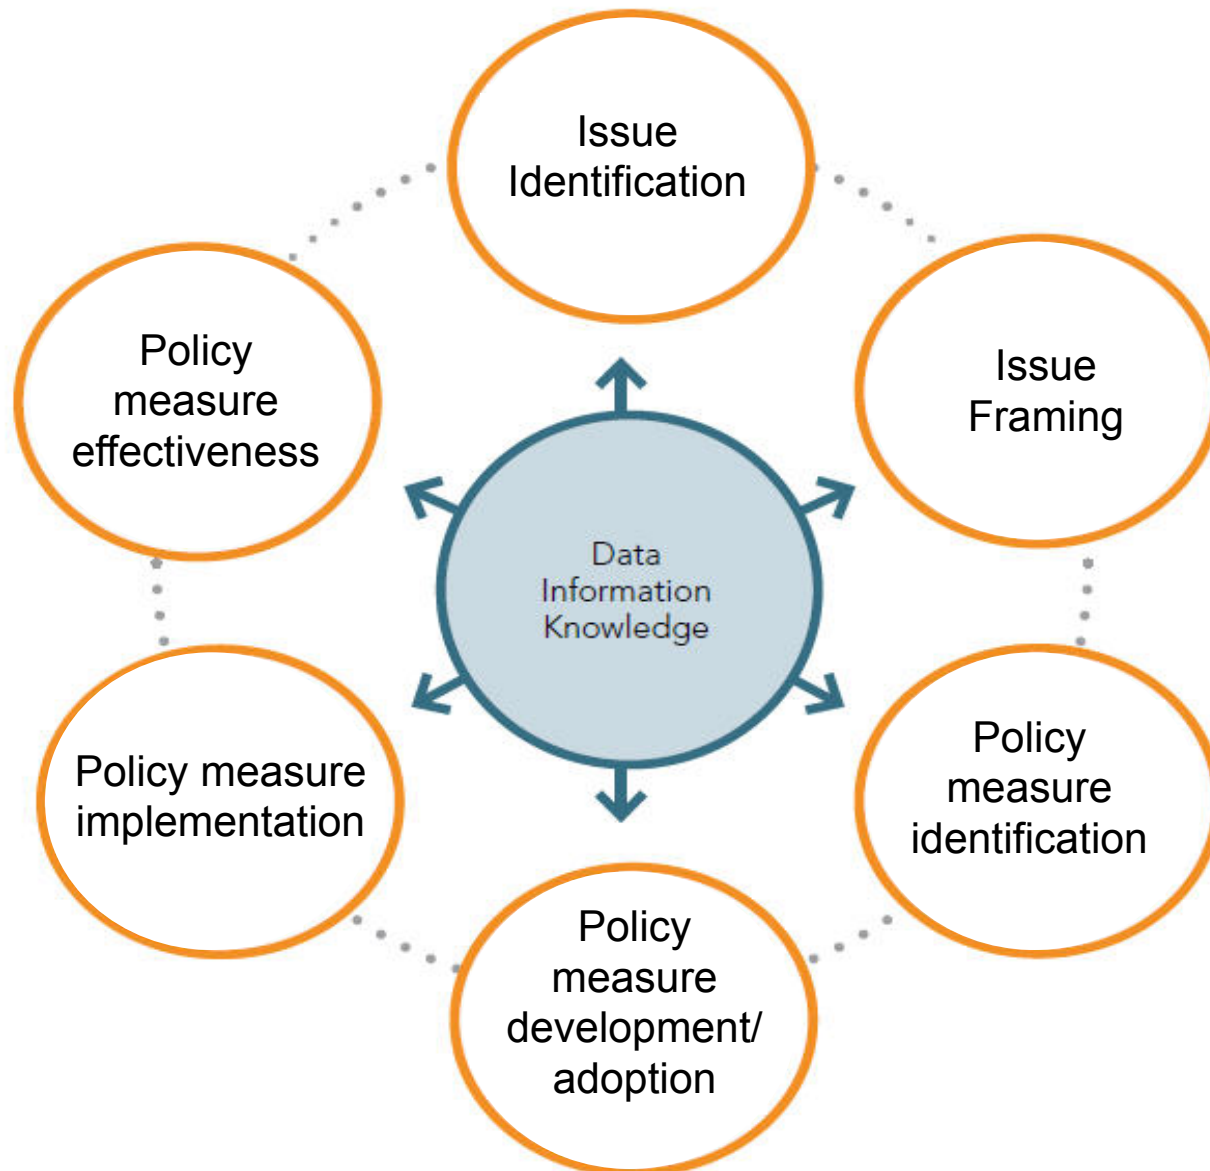 Issue
Identification
Issue
Framing
Policy
measure
identification
Policy
measure
development/
adoption
Policy measure
implementation
Policy
measure
effectiveness
Data
Information
Knowledge